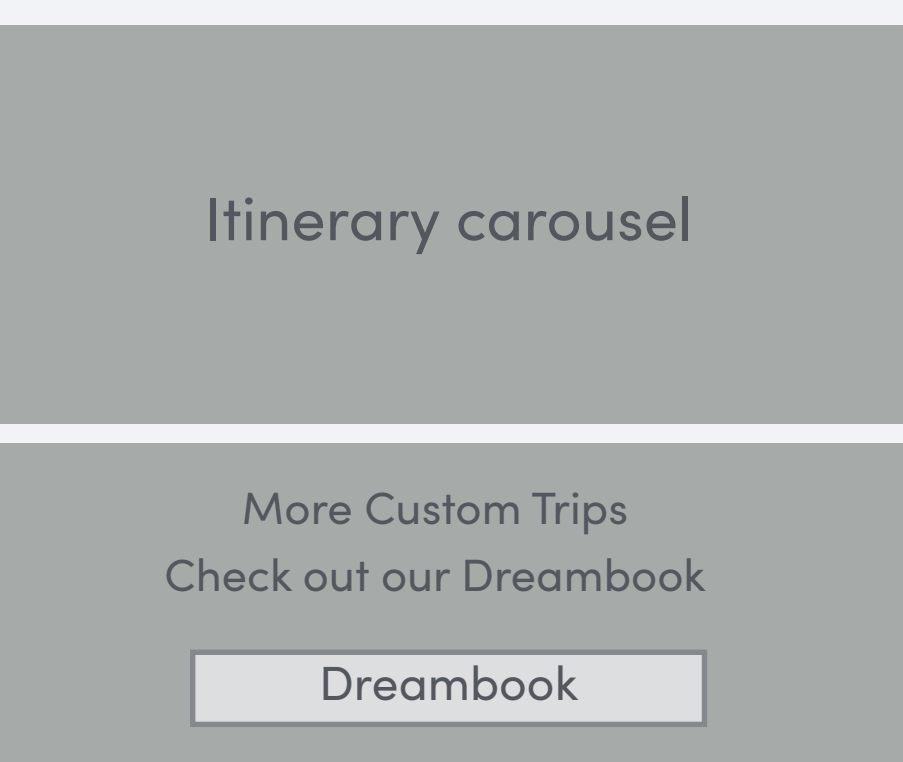 Itinerary carousel
More Custom Trips
Check out our Dreambook
Dreambook